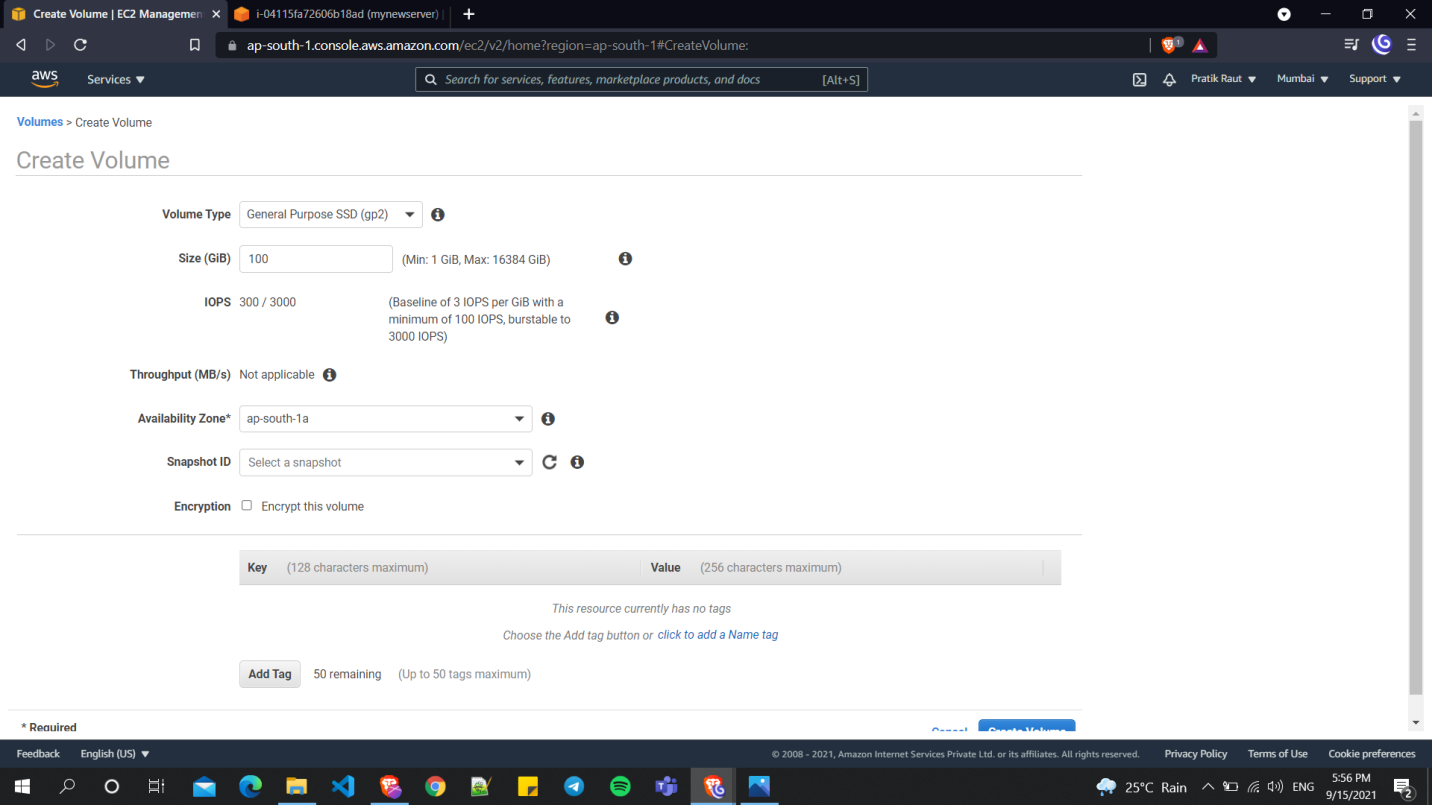 Create Volume | EC2 Managemen
i-04115fa72606b18ad (mynewserver)
ap-south-1.console.aws.amazon.com/ec2/v2/home?region=ap-south-1#CreateVolume:
1
aws
Services
Search for services, features, marketplace products, and docs
[Alt+S]
Pratik Raut
Mumbai
Support
Volumes > Create Volume
Create Volume
Volume Type
General Purpose SSD (gp2)
Size (GiB)
100
(Min: 1 GiB, Max: 16384 GiB)
IOPS
300 / 3000
(Baseline of 3 IOPS per GiB with a
minimum of 100 IOPS, burstable to
3000 IOPS)
Throughput (MB/s)
Not applicable
Availability Zone*
ap-south-1a
Snapshot ID
Select a snapshot
Encryption
Encrypt this volume
Key
(128 characters maximum)
Value
(256 characters maximum)
This resource currently has no tags
Choose the Add tag button or click to add a Name tag
Add Tag
50 remaining
(Up to 50 tags maximum)
* Required
Cancel
Create Volume
Feedback
English (US)
© 2008 - 2021, Amazon Internet Services Private Ltd. or its affiliates. All rights reserved.
Privacy Policy
Terms of Use
Cookie preferences
25°C Rain
ENG
5:56 PM
9/15/2021
2